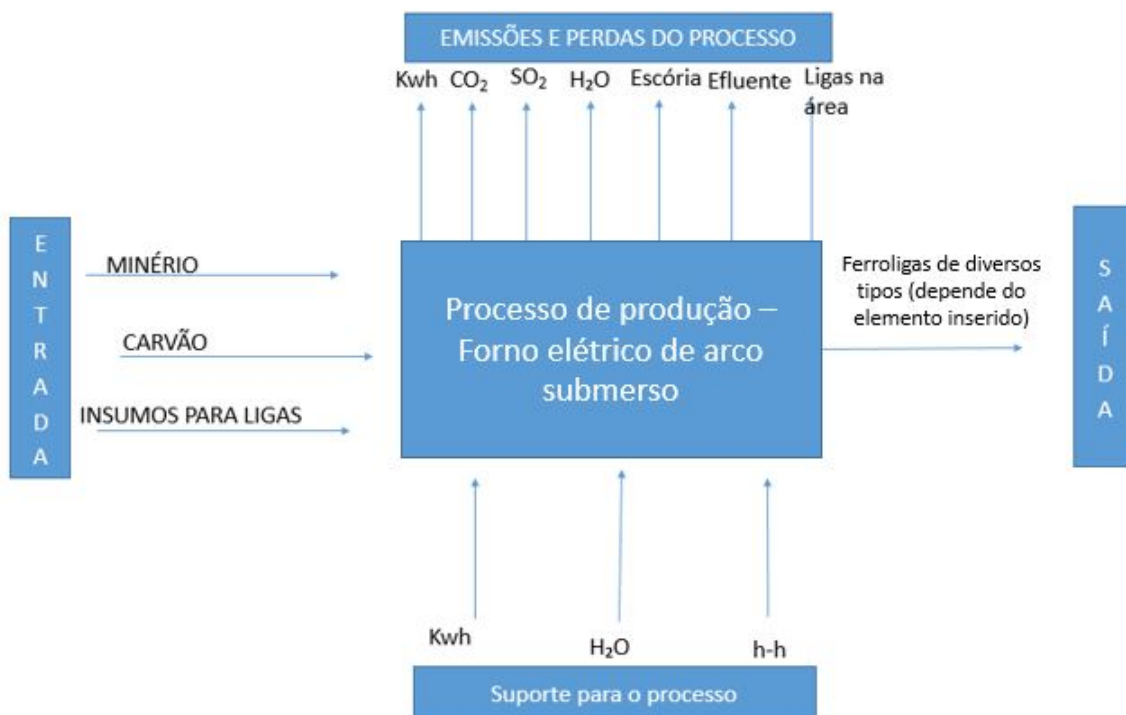 EMISSÕES E PERDAS DO PROCESSO
Kwh
CO₂
SO₂
H₂O
Escória
Efluente
Ligas na
área
ENTRADA
MINÉRIO
CARVÃO
INSUMOS PARA LIGAS
Processo de produção –
Forno elétrico de arco
submerso
Ferroligas de diversos
tipos (depende do
elemento inserido)
SAÍDA
Kwh
H₂O
h-h
Suporte para o processo